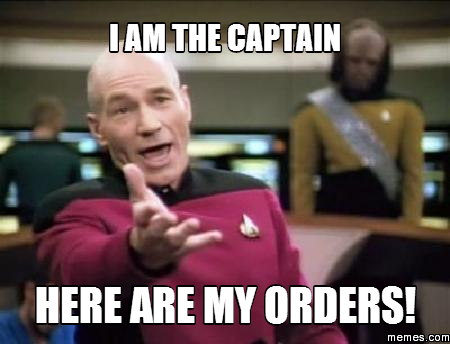 I AM THE CAPTAIN
HERE ARE MY ORDERS!
memes.com